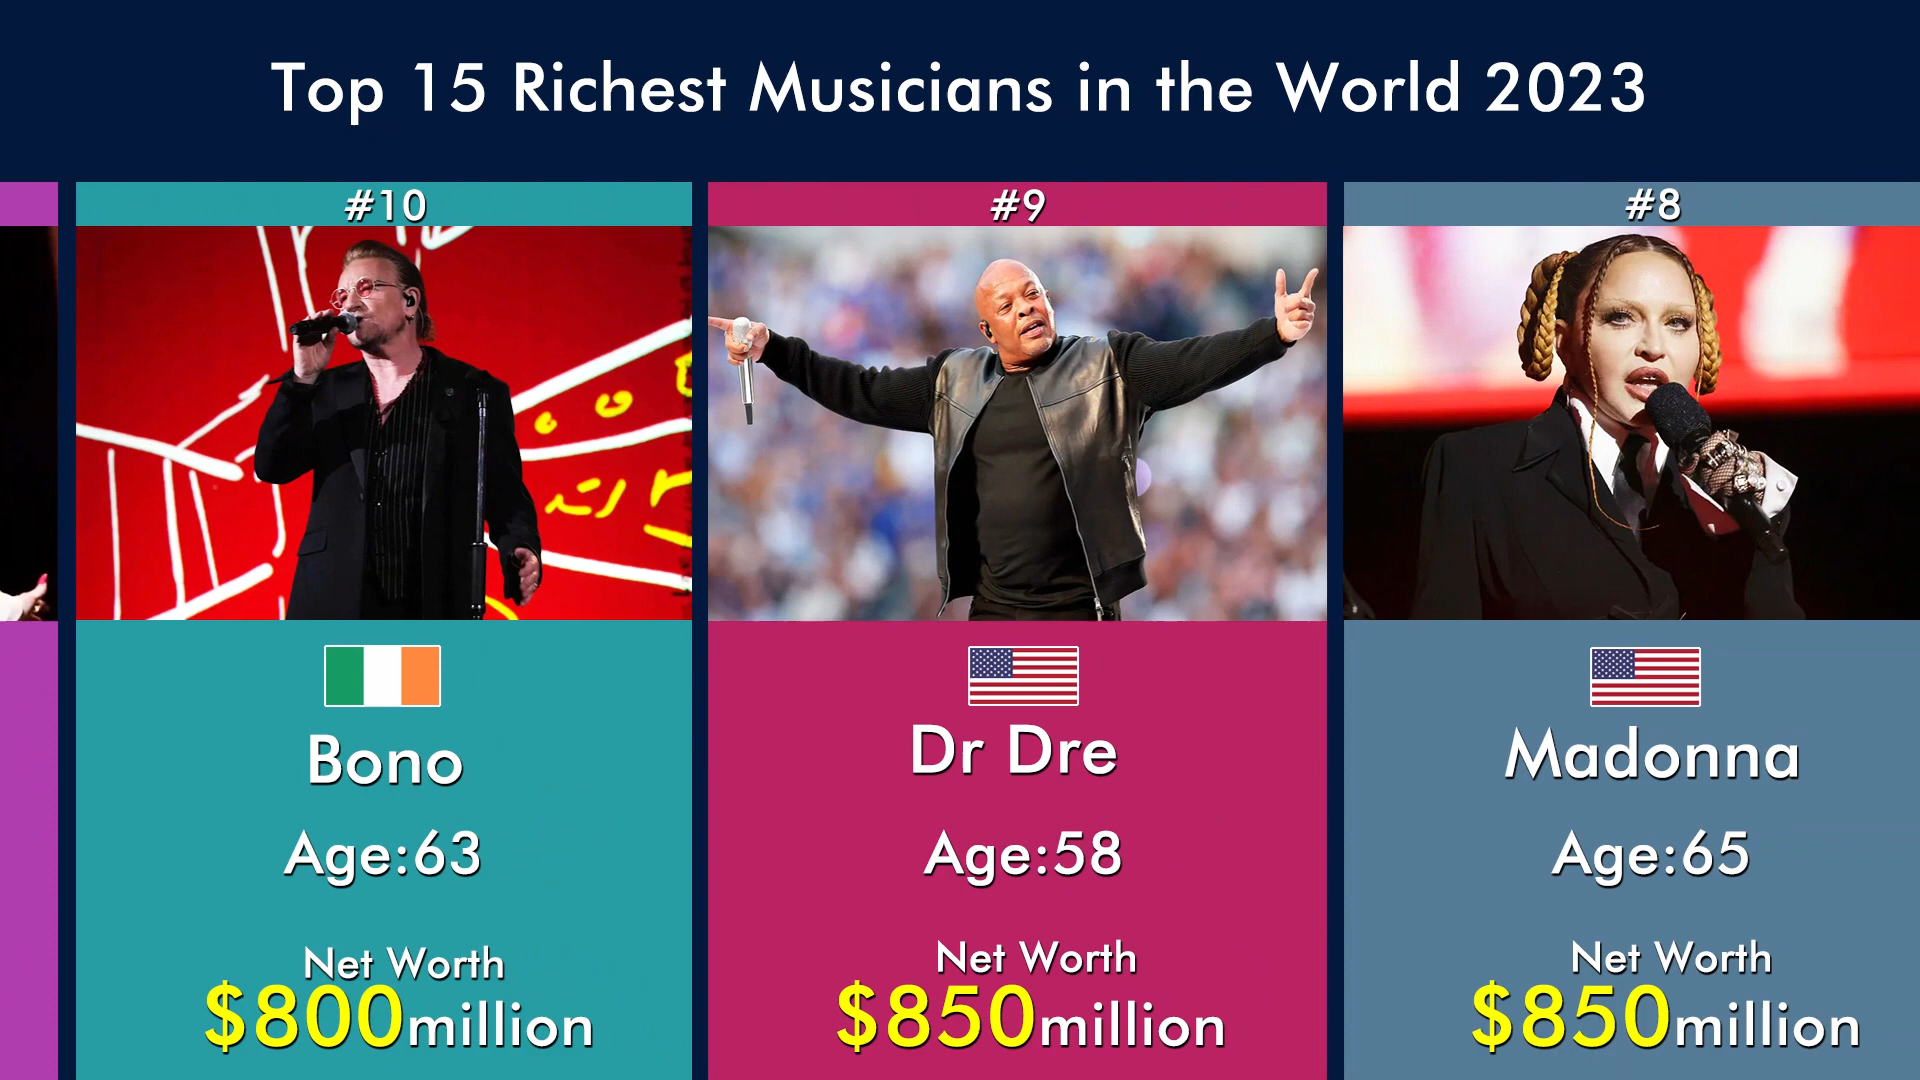 Top 15 Richest Musicians in the World 2023
#10
Bono
Age:63
Net Worth
$800million
#9
Dr Dre
Age:58
Net Worth
$850million
#8
Madonna
Age:65
Net Worth
$850million